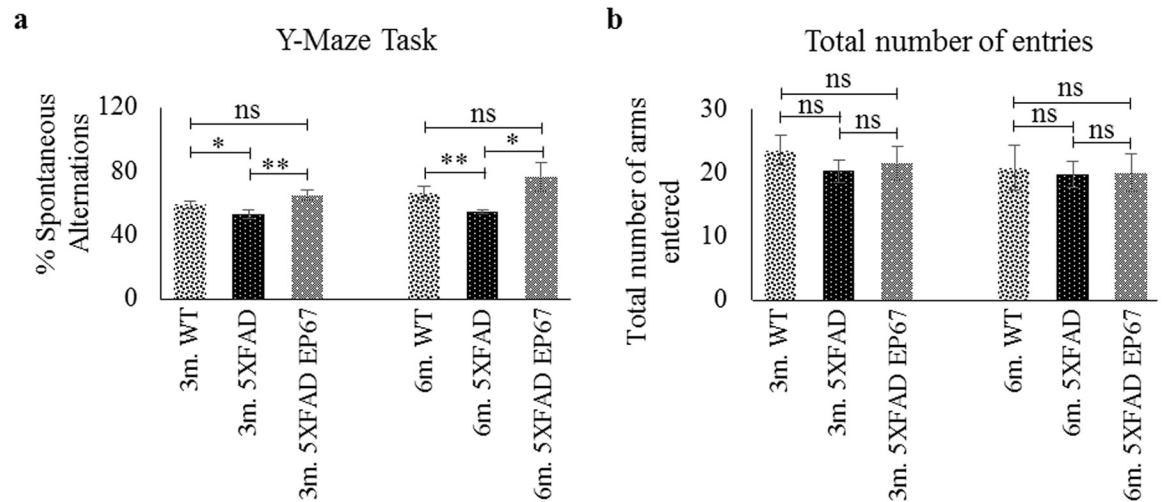 a
Y-Maze Task
% Spontaneous
Alternations
120
80
40
0
ns
*
**
ns
**
*
3m. WT
3m. 5XFAD
3m. 5XFAD EP67
6m. WT
6m. 5XFAD
6m. 5XFAD EP67
b
Total number of entries
Total number of arms
entered
30
20
10
0
ns
ns
ns
ns
ns
ns
3m. WT
3m. 5XFAD
3m. 5XFAD EP67
6m. WT
6m. 5XFAD
6m. 5XFAD EP67